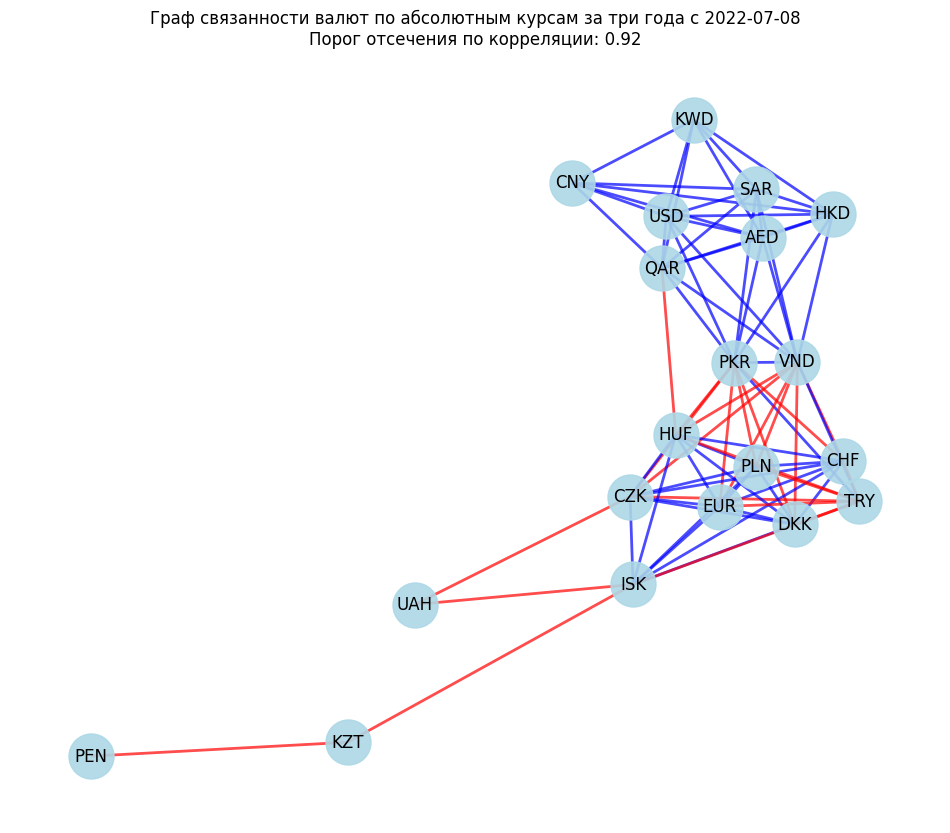 Граф связанности валют по абсолютным курсам за три года с 2022-07-08
Порог отсечения по корреляции: 0.92
KWD
CNY
SAR
USD
HKD
AED
QAR
PKR
VND
HUF
PLN
CHF
CZK
EUR
TRY
DKK
ISK
UAH
KZT
PEN